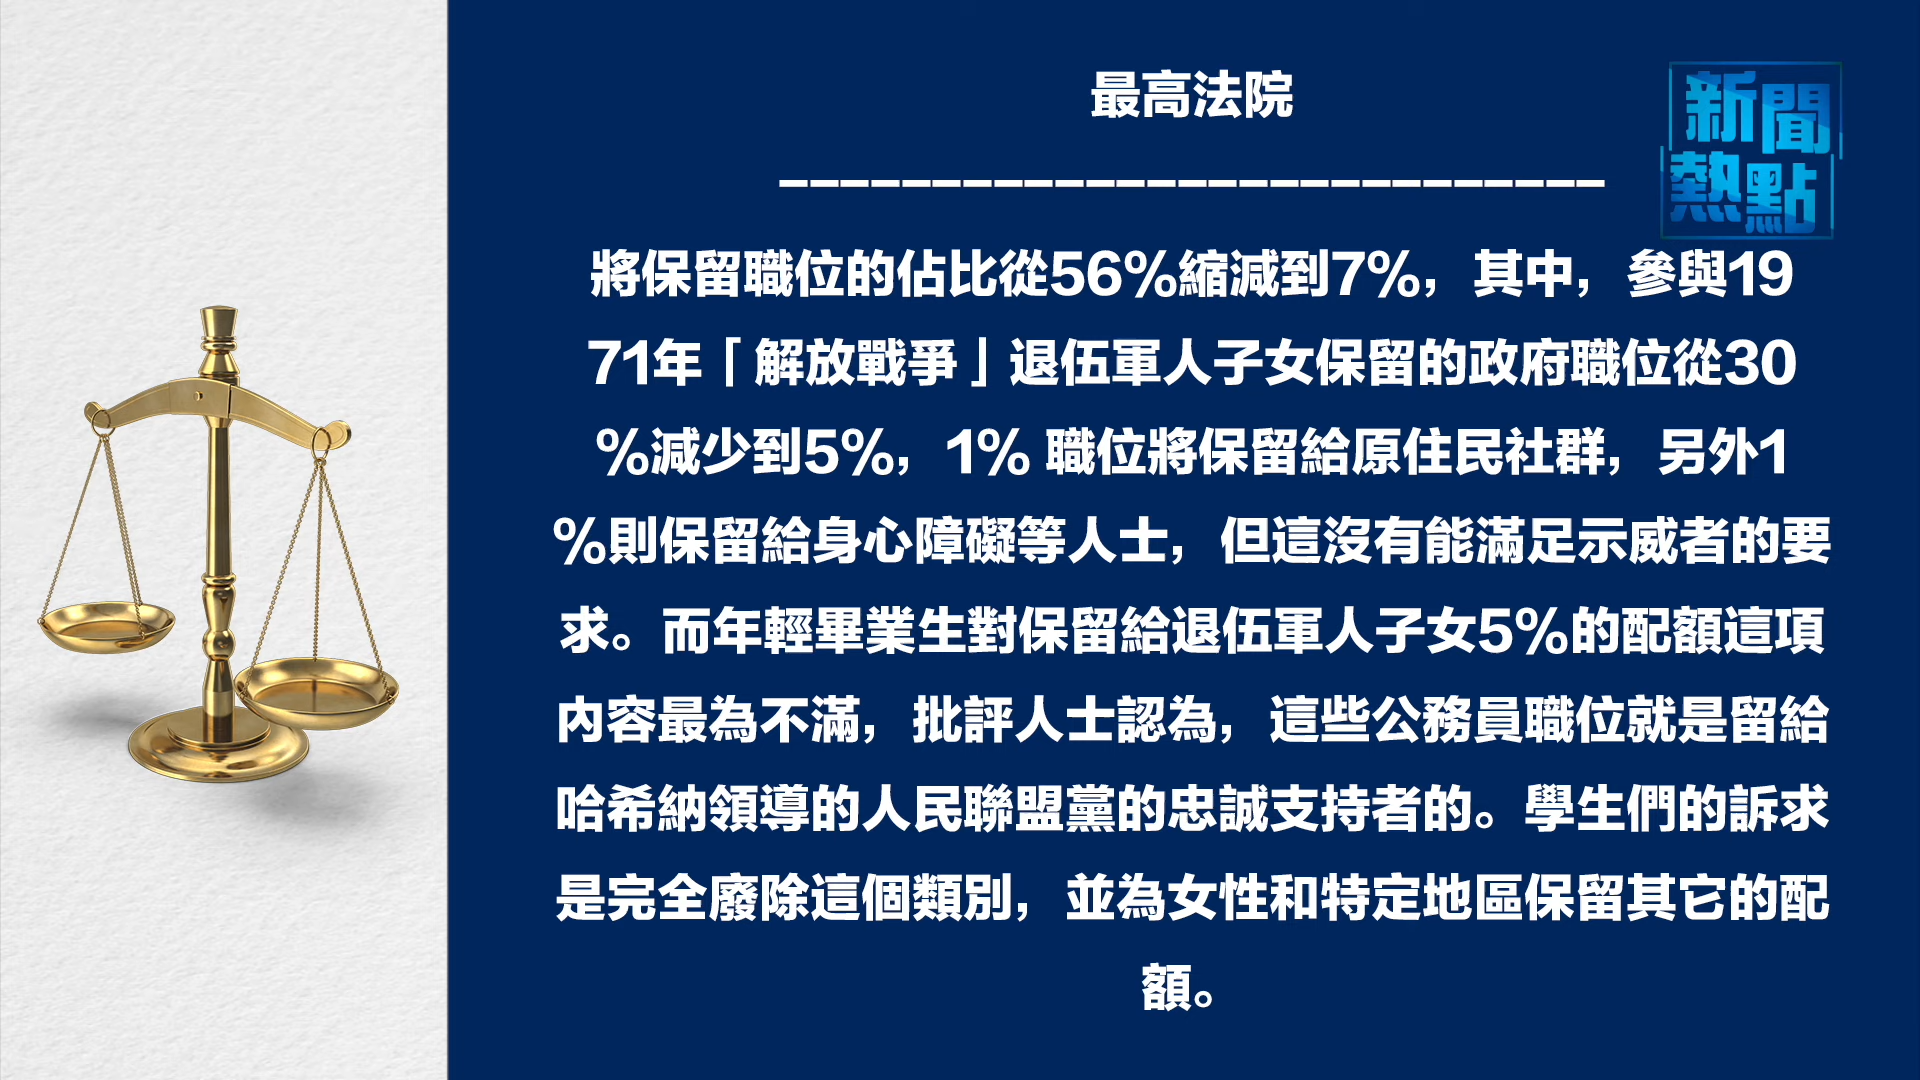 最高法院
新聞
熱點
----------------------------
將保留職位的佔比從56%縮減到7%，其中，參與19
71年「解放戰爭」退伍軍人子女保留的政府職位從30
%減少到5%，1% 職位將保留給原住民社群，另外1
%則保留給身心障礙等人士，但這沒有能滿足示威者的要
求。而年輕畢業生對保留給退伍軍人子女5%的配額這項
內容最為不滿，批評人士認為，這些公務員職位就是留給
哈希納領導的人民聯盟黨的忠誠支持者的。學生們的訴求
是完全廢除這個類別，並為女性和特定地區保留其它的配
額。